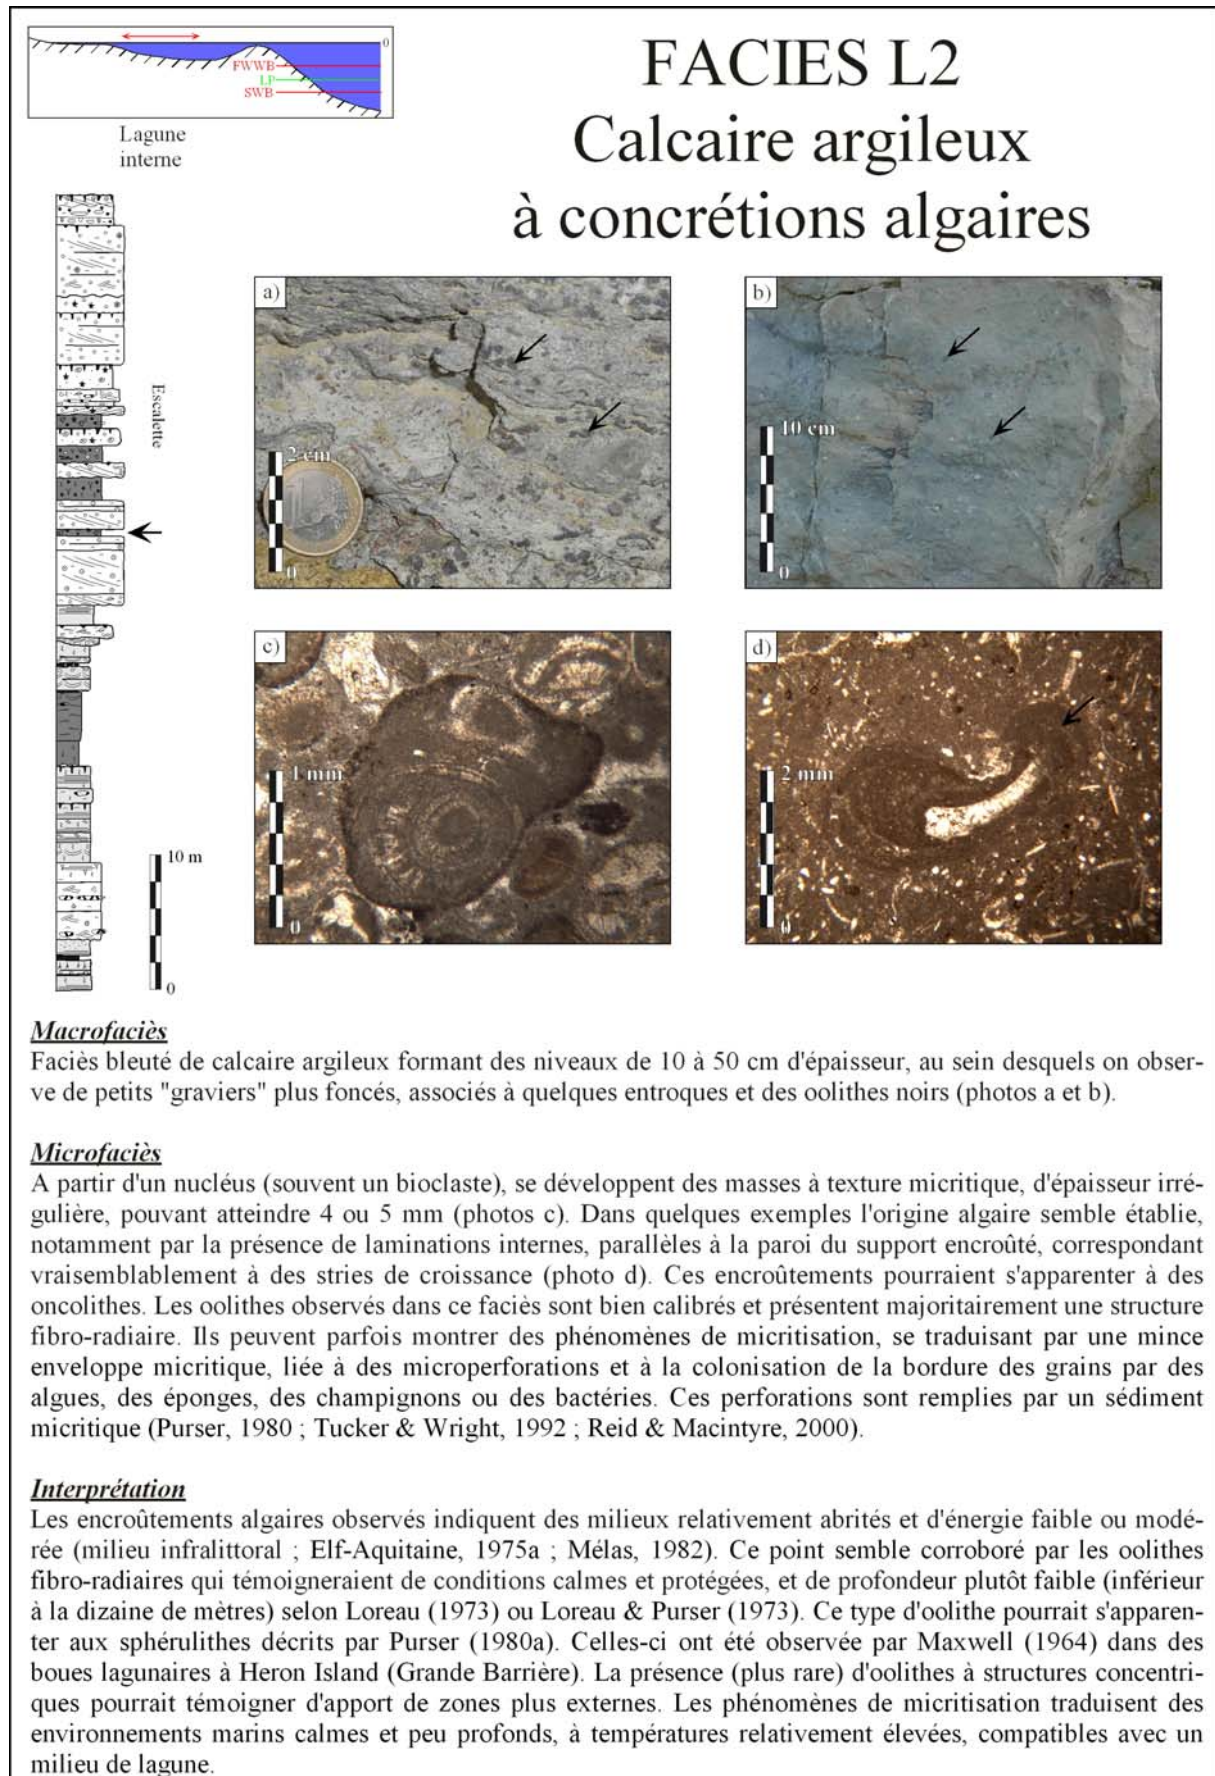 0
FWWB
LP
SWB
Lagune
interne
FACIES L2
Calcaire argileux
à concrétions algaires
Escalette
10 m
0
a)
2 cm
0
b)
10 cm
0
c)
1 mm
0
d)
2 mm
0
Macrofaciès
Faciès bleuté de calcaire argileux formant des niveaux de 10 à 50 cm d'épaisseur, au sein desquels on obser-
ve de petits "graviers" plus foncés, associés à quelques entroques et des oolithes noirs (photos a et b).
Microfaciès
A partir d'un nucléus (souvent un bioclaste), se développent des masses à texture micritique, d'épaisseur irré-
gulière, pouvant atteindre 4 ou 5 mm (photos c). Dans quelques exemples l'origine algaire semble établie,
notamment par la présence de laminations internes, parallèles à la paroi du support encroûté, correspondant
vraisemblablement à des stries de croissance (photo d). Ces encroûtements pourraient s'apparenter à des
oncolithes. Les oolithes observés dans ce faciès sont bien calibrés et présentent majoritairement une structure
fibro-radiaire. Ils peuvent parfois montrer des phénomènes de micritisation, se traduisant par une mince
enveloppe micritique, liée à des microperforations et à la colonisation de la bordure des grains par des
algues, des éponges, des champignons ou des bactéries. Ces perforations sont remplies par un sédiment
micritique (Purser, 1980 ; Tucker & Wright, 1992 ; Reid & Macintyre, 2000).
Interprétation
Les encroûtements algaires observés indiquent des milieux relativement abrités et d'énergie faible ou modé-
rée (milieu infralittoral ; Elf-Aquitaine, 1975a ; Mélas, 1982). Ce point semble corroboré par les oolithes
fibro-radiaires qui témoigneraient de conditions calmes et protégées, et de profondeur plutôt faible (inférieur
à la dizaine de mètres) selon Loreau (1973) ou Loreau & Purser (1973). Ce type d'oolithe pourrait s'apparen-
ter aux sphérulithes décrits par Purser (1980a). Celles-ci ont été observée par Maxwell (1964) dans des
boues lagunaires à Heron Island (Grande Barrière). La présence (plus rare) d'oolithes à structures concentri-
ques pourrait témoigner d'apport de zones plus externes. Les phénomènes de micritisation traduisent des
environnements marins calmes et peu profonds, à températures relativement élevées, compatibles avec un
milieu de lagune.